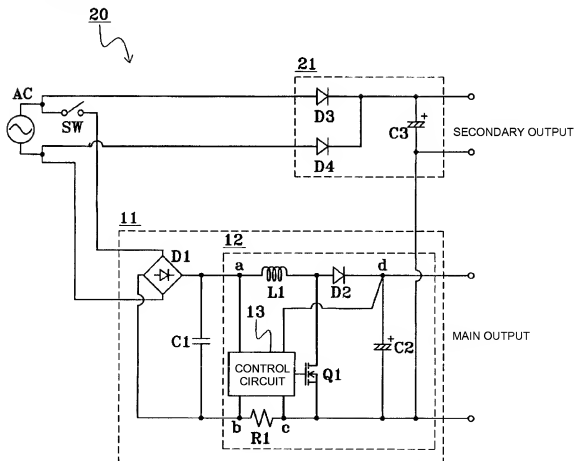 20
21
AC
SW
D3
D4
C3
+
SECONDARY OUTPUT
11
12
D1
a
L1
D2
d
13
C1
CONTROL
CIRCUIT
Q1
+
C2
MAIN OUTPUT
b
R1
c